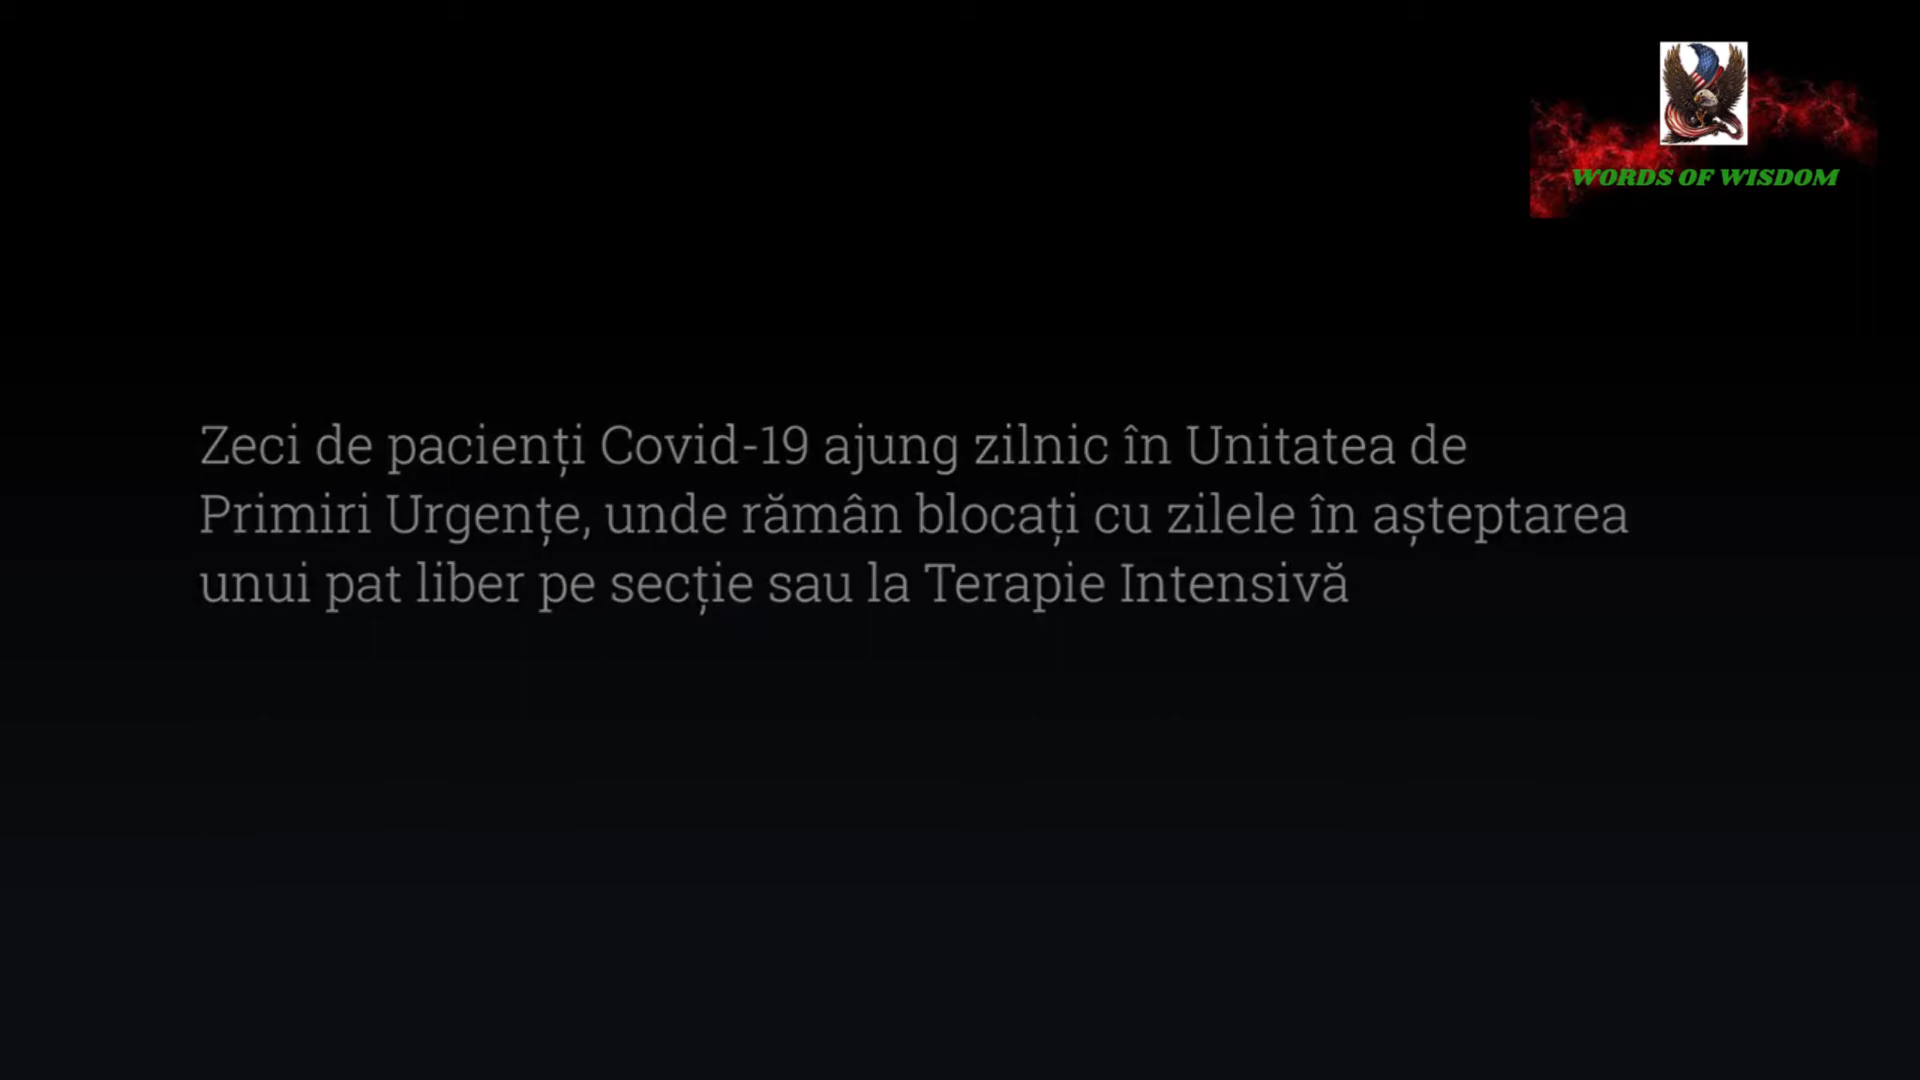 WORDS OF WISDOM
Zeci de pacienți Covid-19 ajung zilnic în Unitatea de
Primiri Urgențe, unde rămân blocați cu zilele în așteptarea
unui pat liber pe secție sau la Terapie Intensivă